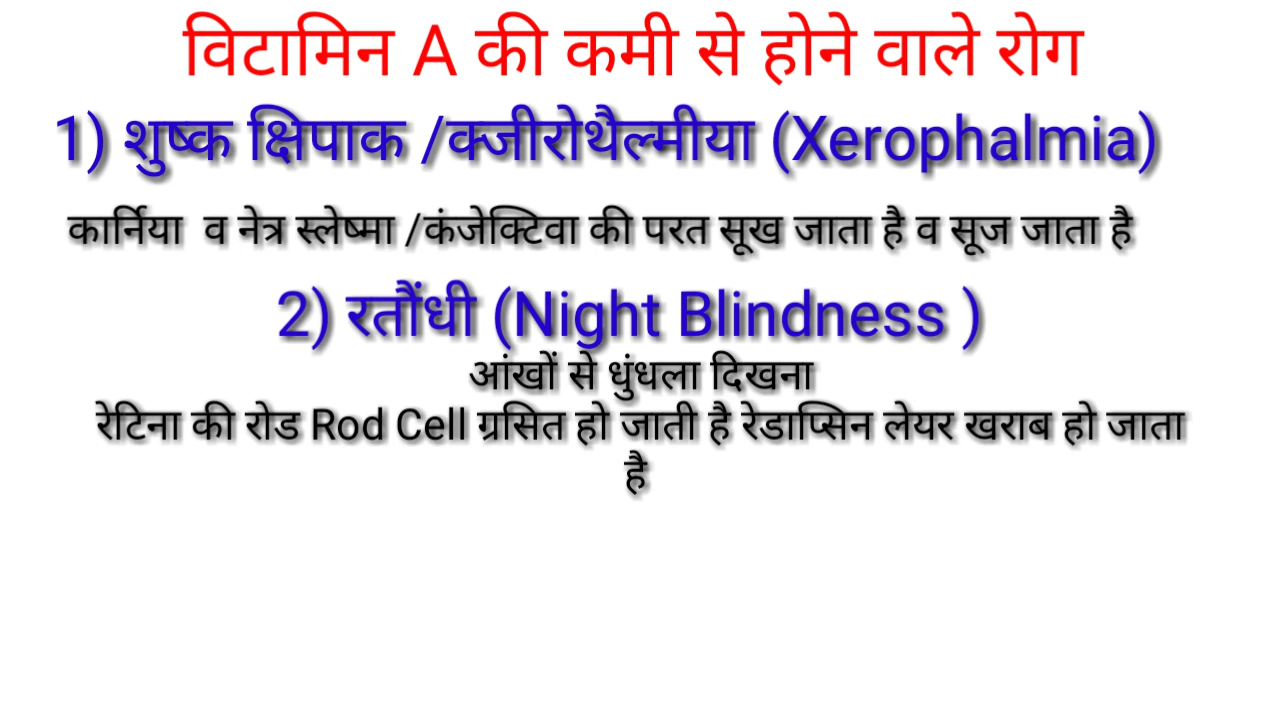 विटामिन A की कमी से होने वाले रोग
1) शुष्क क्षिपाक /क्जीरोथैल्मीया (Xerophalmia)
कार्निया व नेत्र स्लेष्मा /कंजेक्टिवा की परत सूख जाता है व सूज जाता है
2) रतौंधी (Night Blindness )
आंखों से धुंधला दिखना
रेटिना की रोड Rod Cell ग्रसित हो जाती है रेडाप्सिन लेयर खराब हो जाता
है